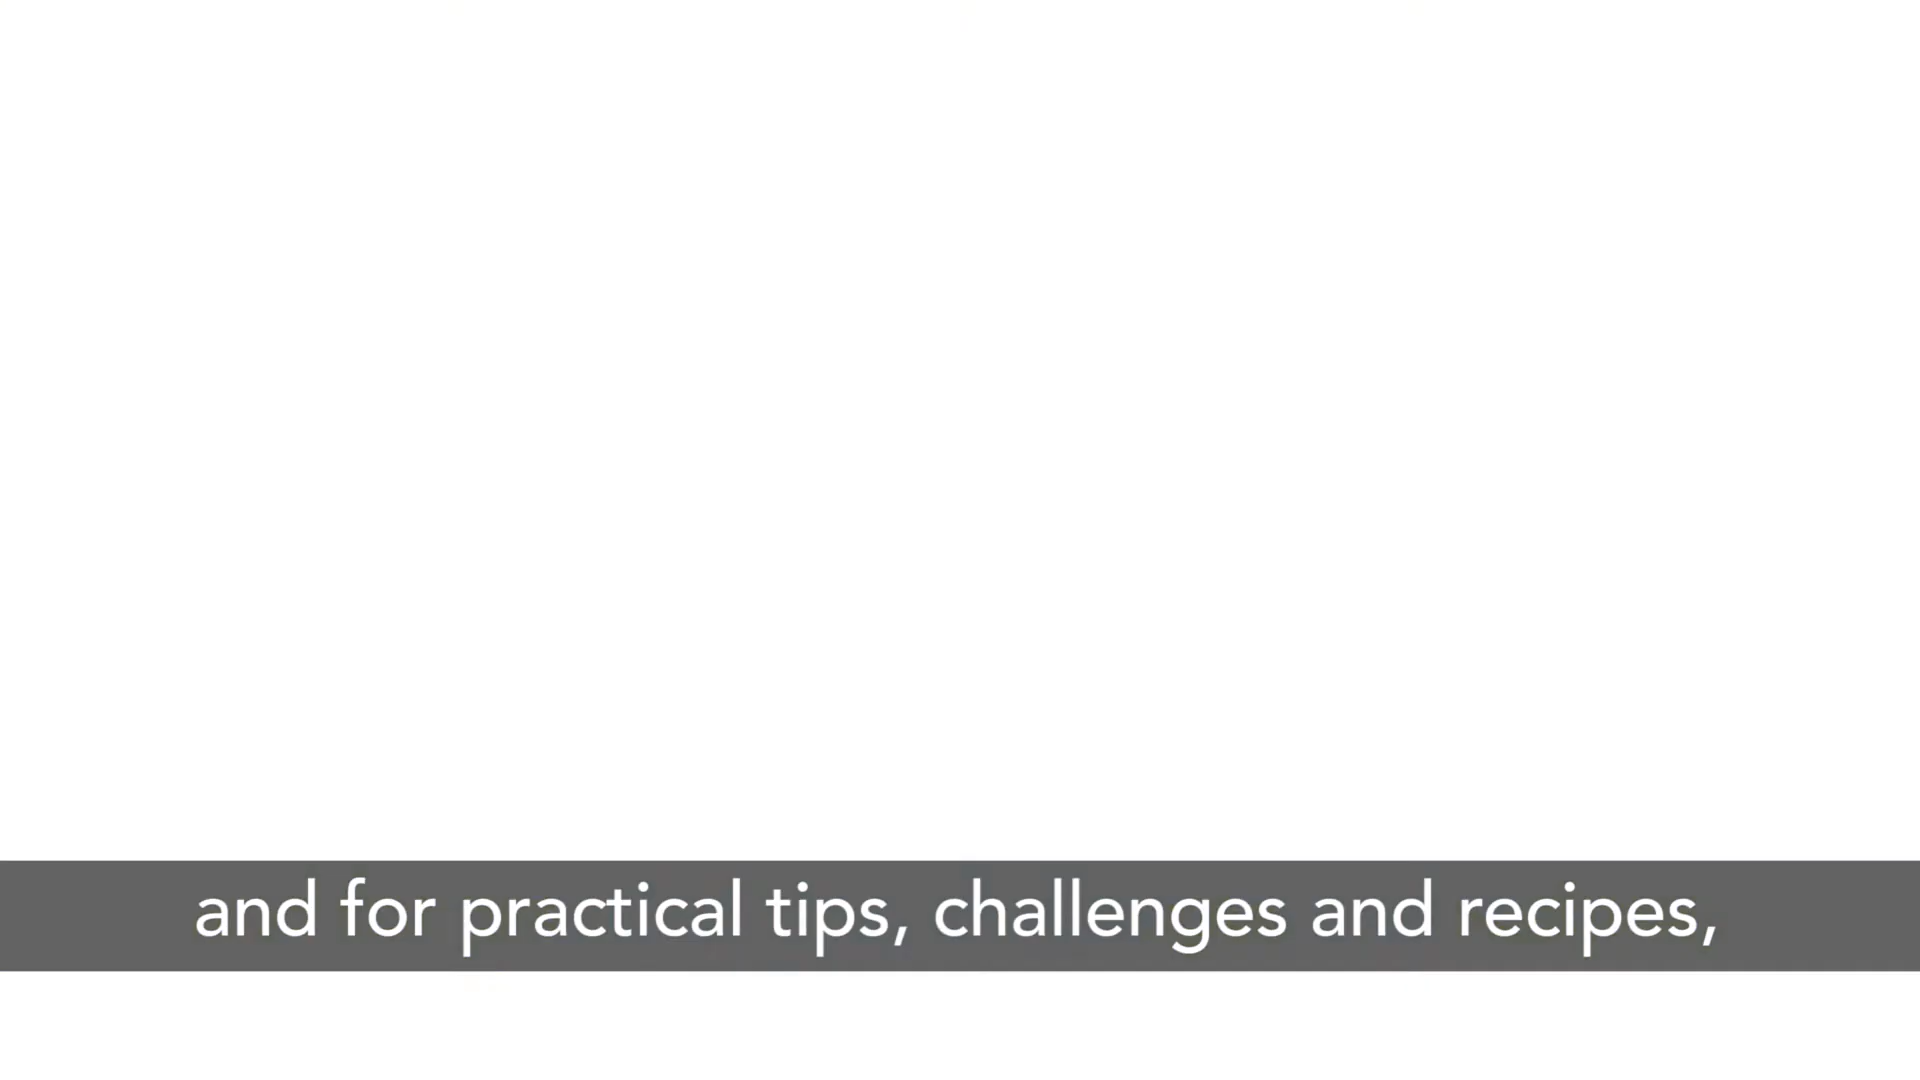 and for practical tips, challenges and recipes,